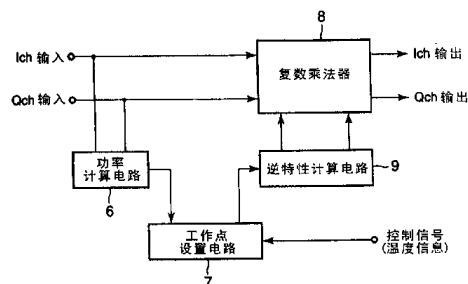 8
Ich 输入
复数乘法器
Ich 输出
Qch 输入
Qch 输出
功率
计算电路
6
逆特性计算电路
9
工作点
设置电路
7
控制信号
(温度信息)